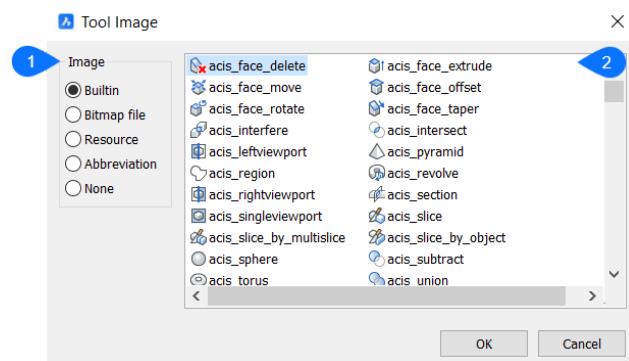 Tool Image
1
Image
Builtin
Bitmap file
Resource
Abbreviation
None
2
acis_face_delete
acis_face_extrude
acis_face_move
acis_face_offset
acis_face_rotate
acis_face_taper
acis_interfere
acis_intersect
acis_leftviewport
acis_pyramid
acis_region
acis_revolve
acis_rightviewport
acis_section
acis_singleviewport
acis_slice
acis_slice_by_multislice
acis_slice_by_object
acis_sphere
acis_subtract
acis_torus
acis_union
OK
Cancel